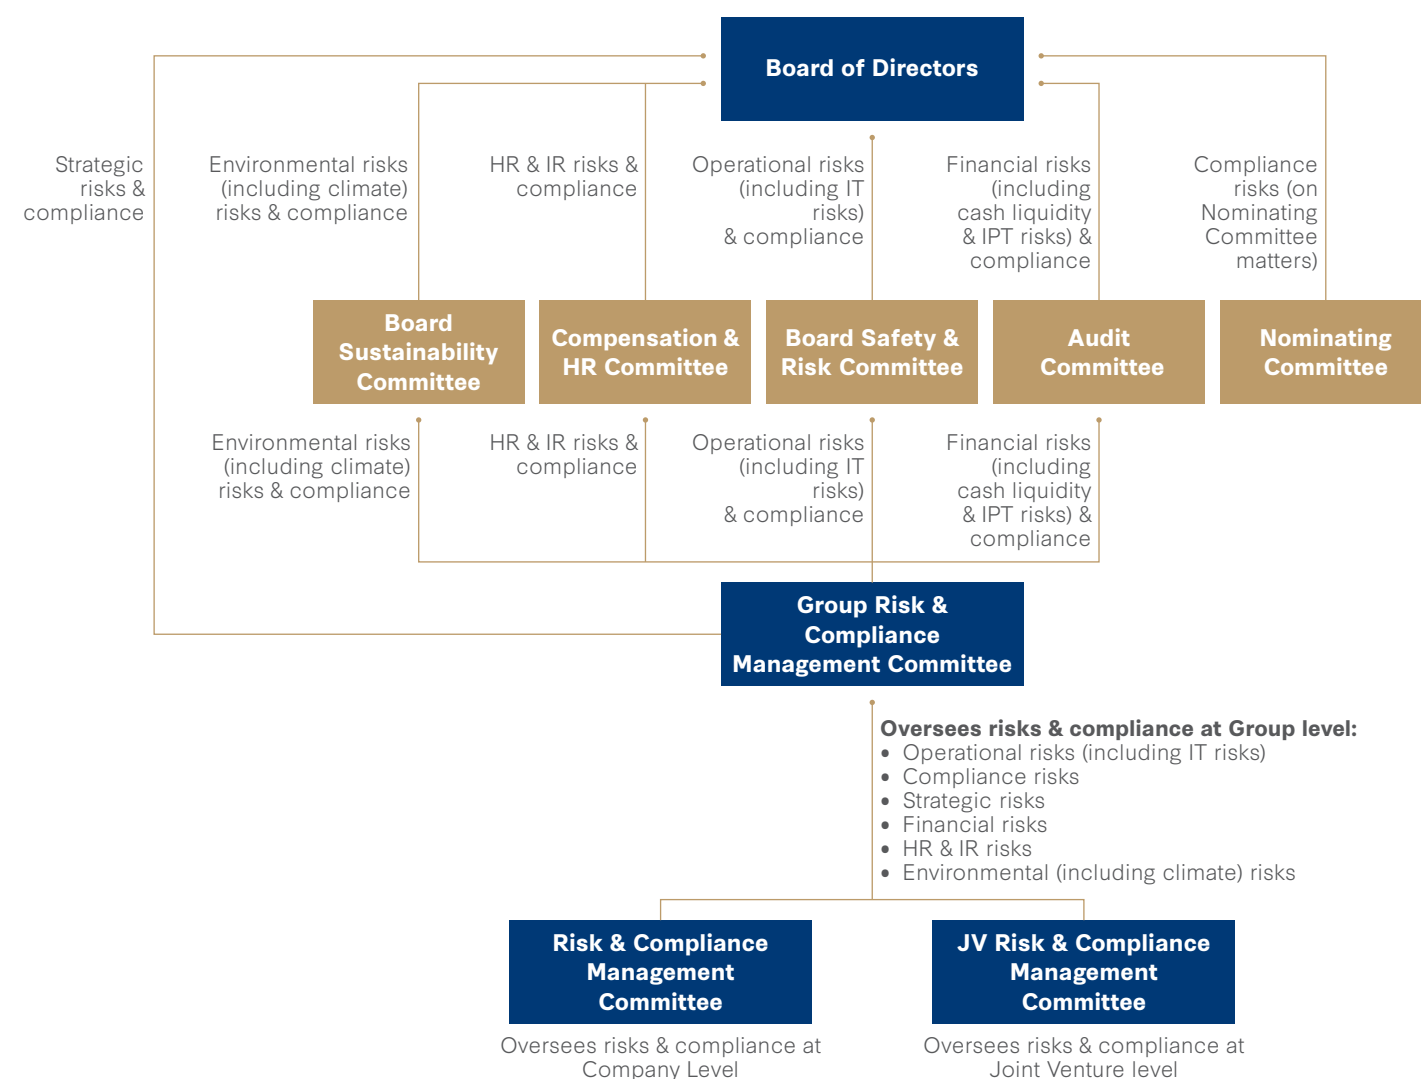 Board of Directors
Strategic
risks &
compliance
Environmental risks
(including climate)
risks & compliance
HR & IR risks &
compliance
Operational risks
(including IT
risks)
& compliance
Financial risks
(including
cash liquidity
& IPT risks) &
compliance
Compliance
risks (on
Nominating
Committee
matters)
Board
Sustainability
Committee
Compensation &
HR Committee
Board Safety &
Risk Committee
Audit
Committee
Nominating
Committee
Environmental risks
(including climate)
risks & compliance
HR & IR risks &
compliance
Operational risks
(including IT
risks)
& compliance
Financial risks
(including
cash liquidity
& IPT risks) &
compliance
Group Risk &
Compliance
Management Committee
Oversees risks & compliance at Group level:
• Operational risks (including IT risks)
• Compliance risks
• Strategic risks
• Financial risks
• HR & IR risks
• Environmental (including climate) risks
Risk & Compliance
Management
Committee
Oversees risks & compliance at
Company Level
JV Risk & Compliance
Management
Committee
Oversees risks & compliance at
Joint Venture level